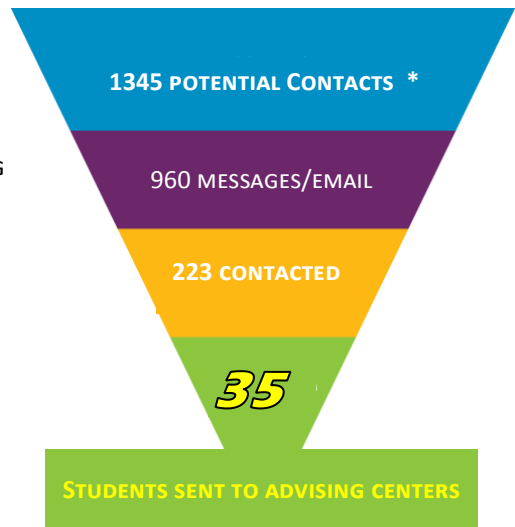 1345 POTENTIAL CONTACTS *
960 MESSAGES/EMAIL
G
223 CONTACTED
35
STUDENTS SENT TO ADVISING CENTERS